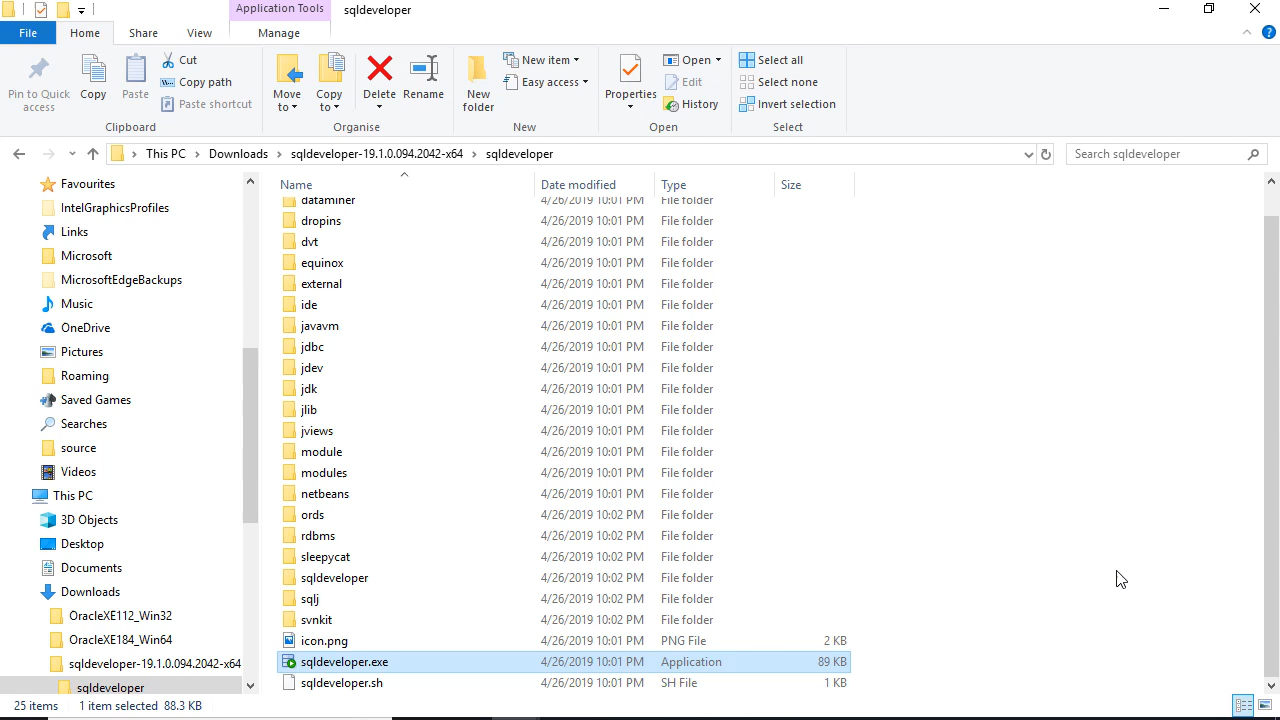 Application Tools sqldeveloper
File Home Share View Manage
Pin to Quick access
Copy
Paste
Cut
Copy path
Paste shortcut
Clipboard
Move to
Copy to
Delete
Rename
Organise
New folder
New item
Easy access
New
Properties
Open
Edit
History
Open
Select all
Select none
Invert selection
Select
This PC Downloads sqldeveloper-19.1.0.094.2042-x64 sqldeveloper
Search sqldeveloper
Favourites
IntelGraphicsProfiles
Links
Microsoft
MicrosoftEdgeBackups
Music
OneDrive
Pictures
Roaming
Saved Games
Searches
source
Videos
This PC
3D Objects
Desktop
Documents
Downloads
OracleXE112_Win32
OracleXE184_Win64
sqldeveloper-19.1.0.094.2042-x64
sqldeveloper
Name Date modified Type Size
dataminer 4/26/2019 10:01 PM File folder
dropins 4/26/2019 10:01 PM File folder
dvt 4/26/2019 10:01 PM File folder
equinox 4/26/2019 10:01 PM File folder
external 4/26/2019 10:01 PM File folder
ide 4/26/2019 10:01 PM File folder
javavm 4/26/2019 10:01 PM File folder
jdbc 4/26/2019 10:01 PM File folder
jdev 4/26/2019 10:01 PM File folder
jdk 4/26/2019 10:01 PM File folder
jlib 4/26/2019 10:01 PM File folder
jviews 4/26/2019 10:01 PM File folder
module 4/26/2019 10:01 PM File folder
modules 4/26/2019 10:01 PM File folder
netbeans 4/26/2019 10:01 PM File folder
ords 4/26/2019 10:02 PM File folder
rdbms 4/26/2019 10:02 PM File folder
sleepycat 4/26/2019 10:02 PM File folder
sqldeveloper 4/26/2019 10:02 PM File folder
sqlj 4/26/2019 10:02 PM File folder
svnkit 4/26/2019 10:02 PM File folder
icon.png 4/26/2019 10:01 PM PNG File 2 KB
sqldeveloper.exe 4/26/2019 10:01 PM Application 89 KB
sqldeveloper.sh 4/26/2019 10:01 PM SH File 1 KB
25 items 1 item selected 88.3 KB